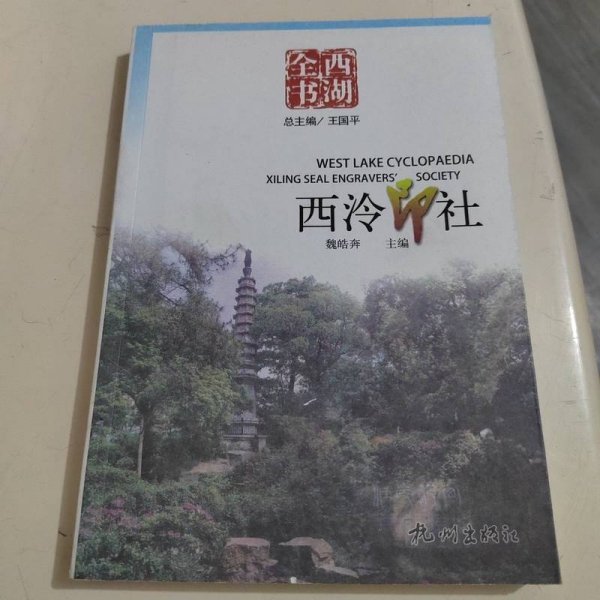 西湖
全书
总主编/王国平
WEST LAKE CYCLOPAEDIA
XILING SEAL ENGRAVERS' SOCIETY
西泠印社
魏皓奔 主编
杭州出版社